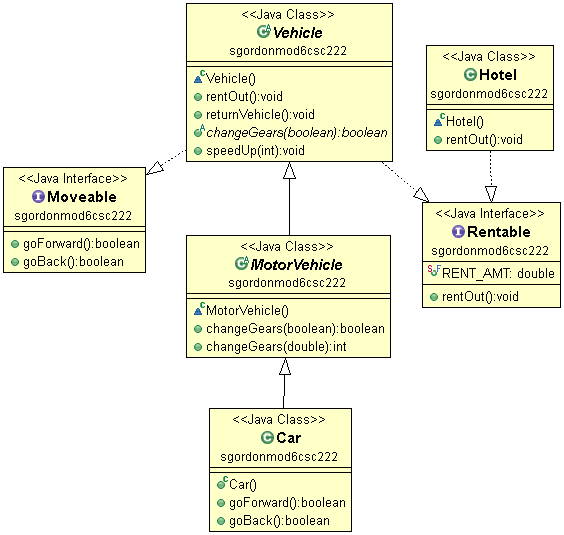 <<Java Class>>
Vehicle
sgordonmod6csc222
Vehicle()
rentOut():void
returnVehicle():void
changeGears(boolean):boolean
speedUp(int):void
<<Java Class>>
Hotel
sgordonmod6csc222
Hotel()
rentOut():void
<<Java Interface>>
Moveable
sgordonmod6csc222
goForward():boolean
goBack():boolean
<<Java Interface>>
Rentable
sgordonmod6csc222
RENT_AMT: double
rentOut():void
<<Java Class>>
MotorVehicle
sgordonmod6csc222
MotorVehicle()
changeGears(boolean):boolean
changeGears(double):int
<<Java Class>>
Car
sgordonmod6csc222
Car()
goForward():boolean
goBack():boolean